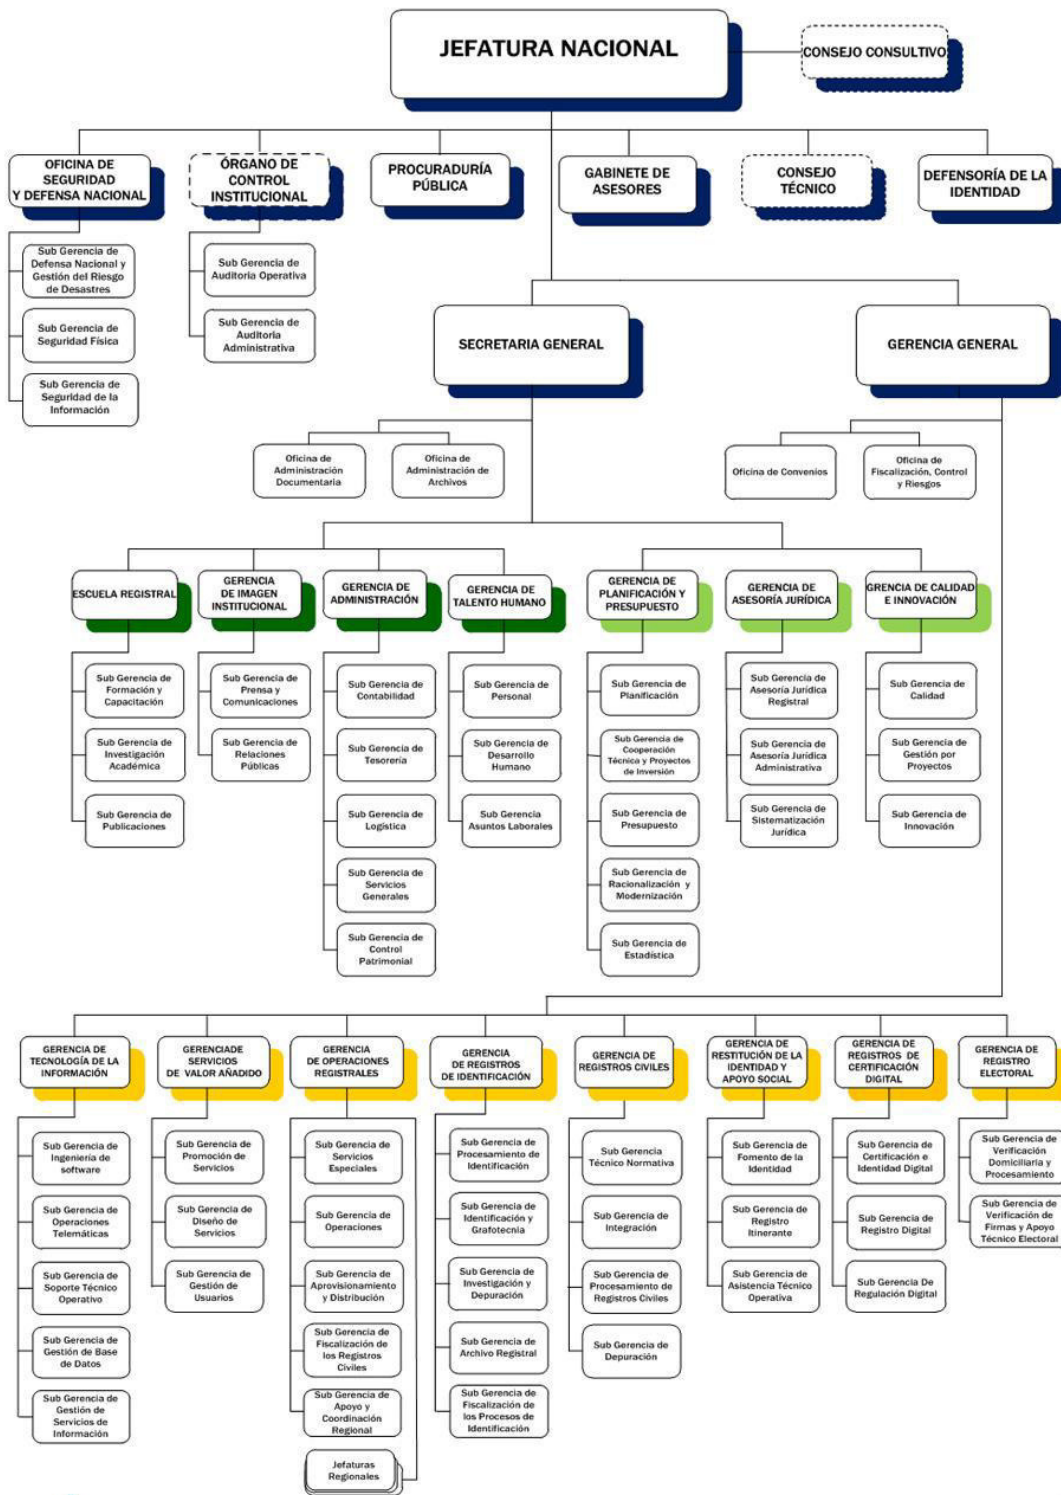 JEFATURA NACIONAL
CONSEJO CONSULTIVO
OFICINA DE
SEGURIDAD
Y DEFENSA NACIONAL
ÓRGANO DE
CONTROL
INSTITUCIONAL
PROCURADURÍA
PÚBLICA
GABINETE DE
ASESORES
CONSEJO
TÉCNICO
DEFENSORÍA DE LA
IDENTIDAD
Sub Gerencia de
Defensa Nacional y
Gestión del Riesgo
de Desastres
Sub Gerencia de
Seguridad Física
Sub Gerencia de
Seguridad de la
Información
Sub Gerencia de
Auditoria Operativa
Sub Gerencia de
Auditoria
Administrativa
SECRETARIA GENERAL
GERENCIA GENERAL
Oficina de
Administración
Documentaria
Oficina de
Administración de
Archivos
Oficina de Convenios
Oficina de
Fiscalización, Control
y Riesgos
ESCUELA REGISTRAL
GERENCIA
DE IMAGEN
INSTITUCIONAL
GERENCIA DE
ADMINISTRACIÓN
GERENCIA DE
TALENTO HUMANO
GERENCIA DE
PLANIFICACIÓN Y
PRESUPUESTO
GERENCIA DE
ASESORÍA JURÍDICA
GRENCIA DE CALIDAD
E INNOVACIÓN
Sub Gerencia de
Formación y
Capacitación
Sub Gerencia de
Investigación
Académica
Sub Gerencia de
Publicaciones
Sub Gerencia de
Prensa y
Comunicaciones
Sub Gerencia de
Relaciones
Públicas
Sub Gerencia de
Contabilidad
Sub Gerencia de
Tesorería
Sub Gerencia de
Logística
Sub Gerencia de
Servicios
Generales
Sub Gerencia de
Control
Patrimonial
Sub Gerencia de
Personal
Sub Gerencia de
Desarrollo
Humano
Sub Gerencia
Asuntos Laborales
Sub Gerencia de
Planificación
Sub Gerencia de
Cooperación
Técnica y Proyectos
de Inversión
Sub Gerencia de
Presupuesto
Sub Gerencia de
Racionalización y
Modernización
Sub Gerencia de
Estadística
Sub Gerencia de
Asesoría Jurídica
Registral
Sub Gerencia de
Asesoría Jurídica
Administrativa
Sub Gerencia de
Sistematización
Jurídica
Sub Gerencia de
Calidad
Sub Gerencia de
Gestión por
Proyectos
Sub Gerencia de
Innovación
GERENCIA DE
TECNOLOGÍA DE LA
INFORMACIÓN
GERENCIADE
SERVICIOS
DE VALOR AÑADIDO
GERENCIA
DE OPERACIONES
REGISTRALES
GERENCIA
DE REGISTROS
DE IDENTIFICACIÓN
GERENCIA DE
REGISTROS CIVILES
GERENCIA DE
RESTITUCIÓN DE LA
IDENTIDAD Y
APOYO SOCIAL
GERENCIA DE
REGISTROS DE
CERTIFICACIÓN
DIGITAL
GERENCIA DE
REGISTRO
ELECTORAL
Sub Gerencia de
Ingeniería de
software
Sub Gerencia de
Operaciones
Telemáticas
Sub Gerencia de
Soporte Técnico
Operativo
Sub Gerencia de
Gestión de Base
de Datos
Sub Gerencia de
Gestión de
Servicios de
Información
Sub Gerencia de
Promoción de
Servicios
Sub Gerencia de
Diseño de
Servicios
Sub Gerencia de
Gestión de
Usuarios
Sub Gerencia de
Servicios
Especiales
Sub Gerencia de
Operaciones
Sub Gerencia de
Aprovisionamiento
y Distribución
Sub Gerencia de
Fiscalización de
los Registros
Civiles
Sub Gerencia de
Apoyo y
Coordinación
Regional
Jefaturas
Regionales
Sub Gerencia de
Procesamiento de
Identificación
Sub Gerencia de
Identificación y
Grafotecnia
Sub Gerencia de
Investigación y
Depuración
Sub Gerencia de
Archivo Registral
Sub Gerencia de
Fiscalización de
los Procesos de
Identificación
Sub Gerencia
Técnico Normativa
Sub Gerencia de
Integración
Sub Gerencia de
Procesamiento de
Registros Civiles
Sub Gerencia de
Depuración
Sub Gerencia de
Fomento de la
Identidad
Sub Gerencia de
Registro
Itinerante
Sub Gerencia de
Asistencia Técnico
Operativa
Sub Gerencia de
Certificación e
Identidad Digital
Sub Gerencia de
Registro Digital
Sub Gerencia De
Regulación Digital
Sub Gerencia de
Verificación
Domiciliaria y
Procesamiento
Sub Gerencia de
Verificación de
Firmas y Apoyo
Técnico Electoral